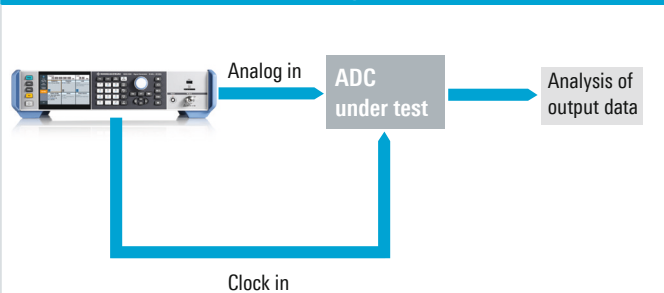 Analog in
ADC
under test
Analysis of
output data
Clock in